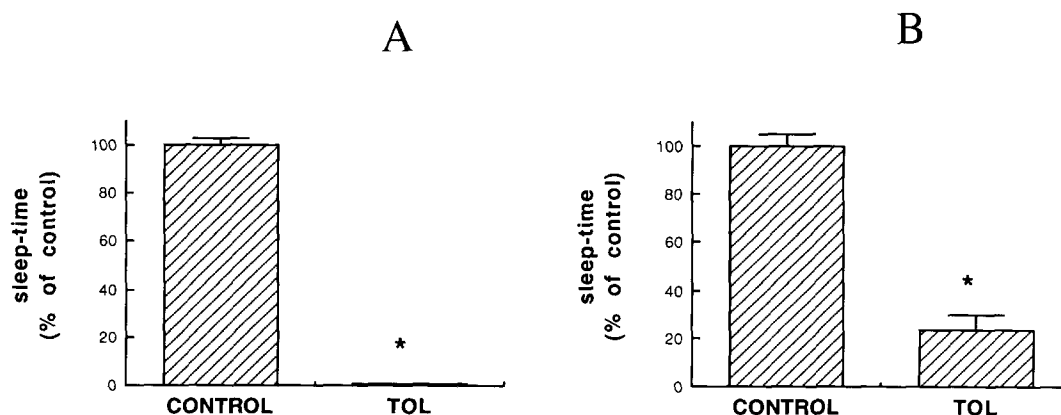 A
sleep-time
(% of control)
100
80
60
40
20
0
*
CONTROL TOL
B
sleep-time
(% of control)
100
80
60
40
20
0
*
CONTROL TOL